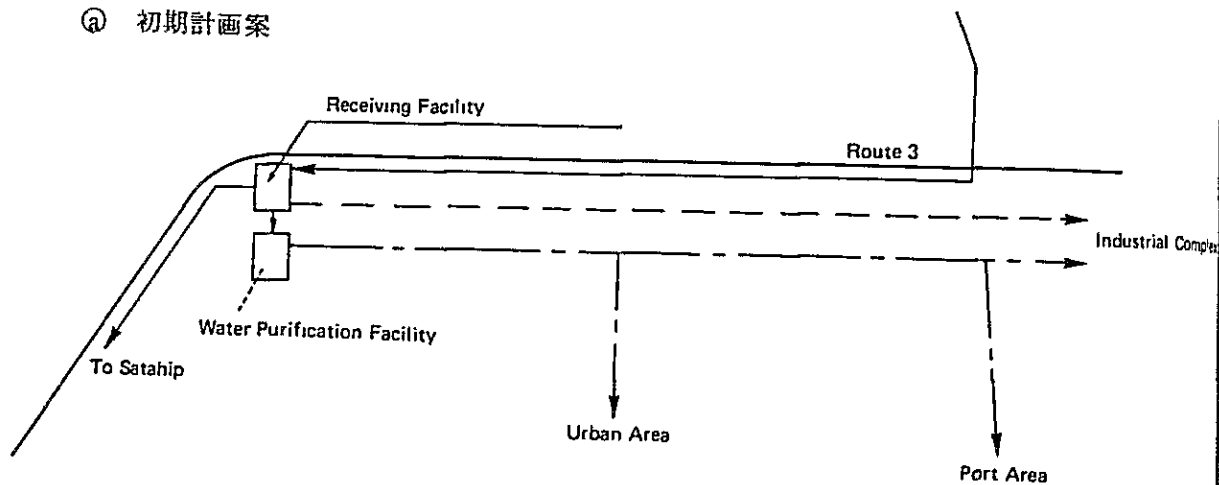 ⓐ 初期計画案
Receiving Facility
Route 3
Industrial Complex
Water Purification Facility
To Satahip
Urban Area
Port Area